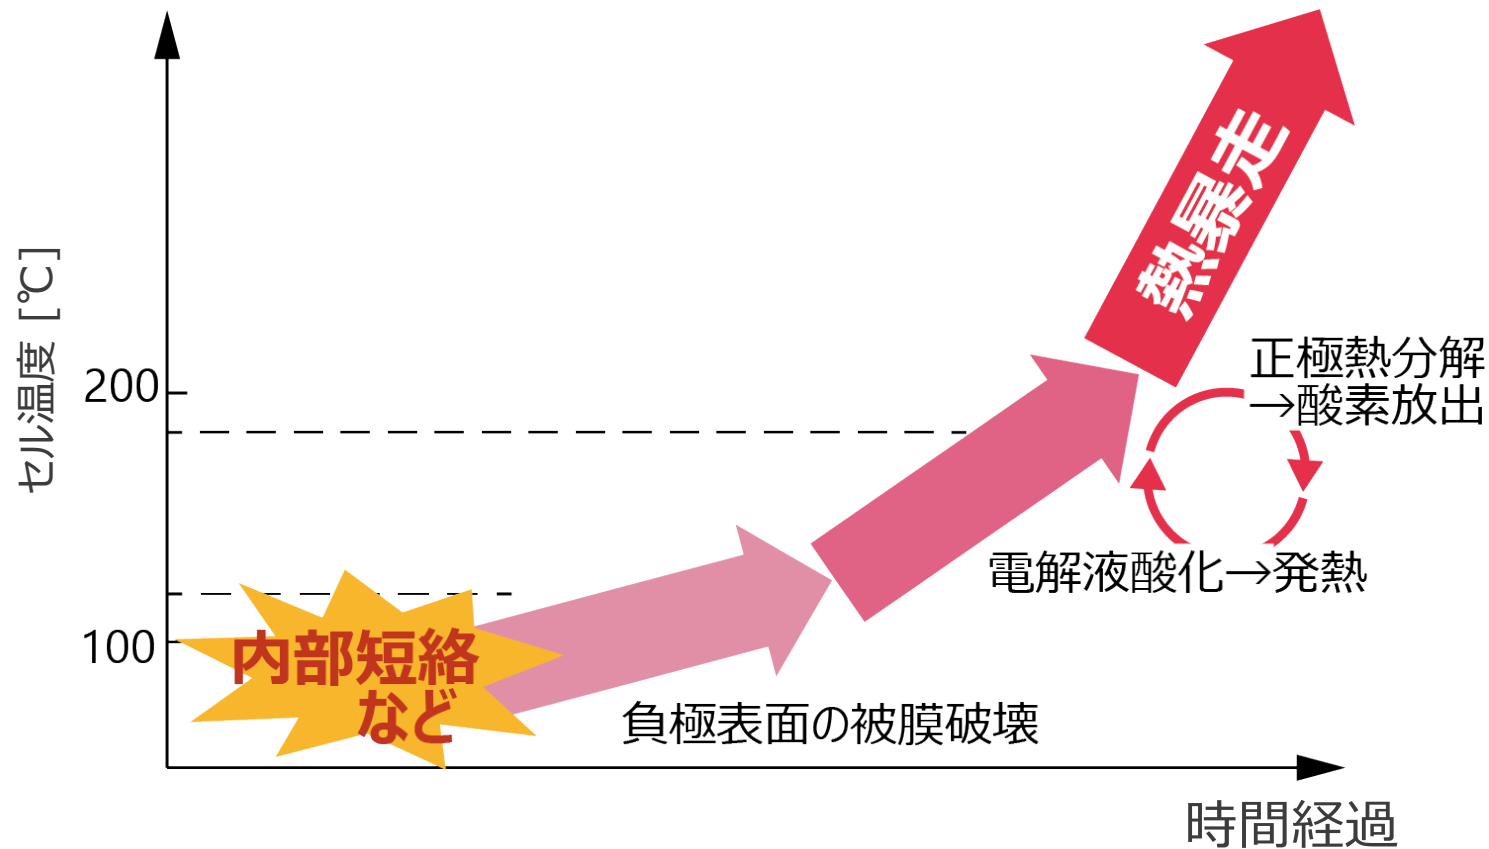 熱暴走
セル温度 [℃]
正極熱分解
→酸素放出
200
電解液酸化→発熱
100
内部短絡
など
負極表面の被膜破壊
時間経過